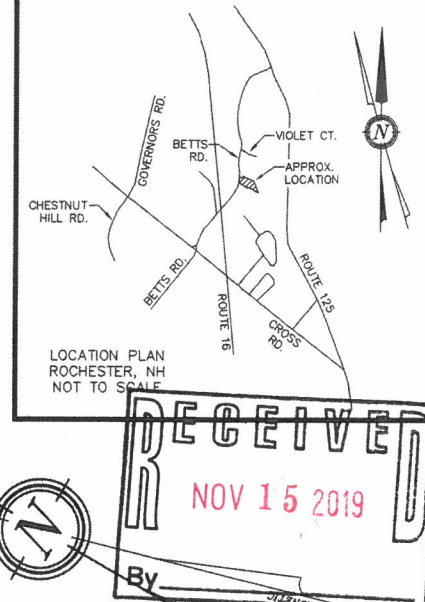 GOVERNORS RD.
BETTS
RD.
VIOLET CT.
APPROX.
LOCATION
N
CHESTNUT
HILL RD.
BETTS RD.
ROUTE 16
ROUTE 125
CROSS
RD.
LOCATION PLAN
ROCHESTER, NH
NOT TO SCALE
RECEIVED
NOV 15 2019
By
N